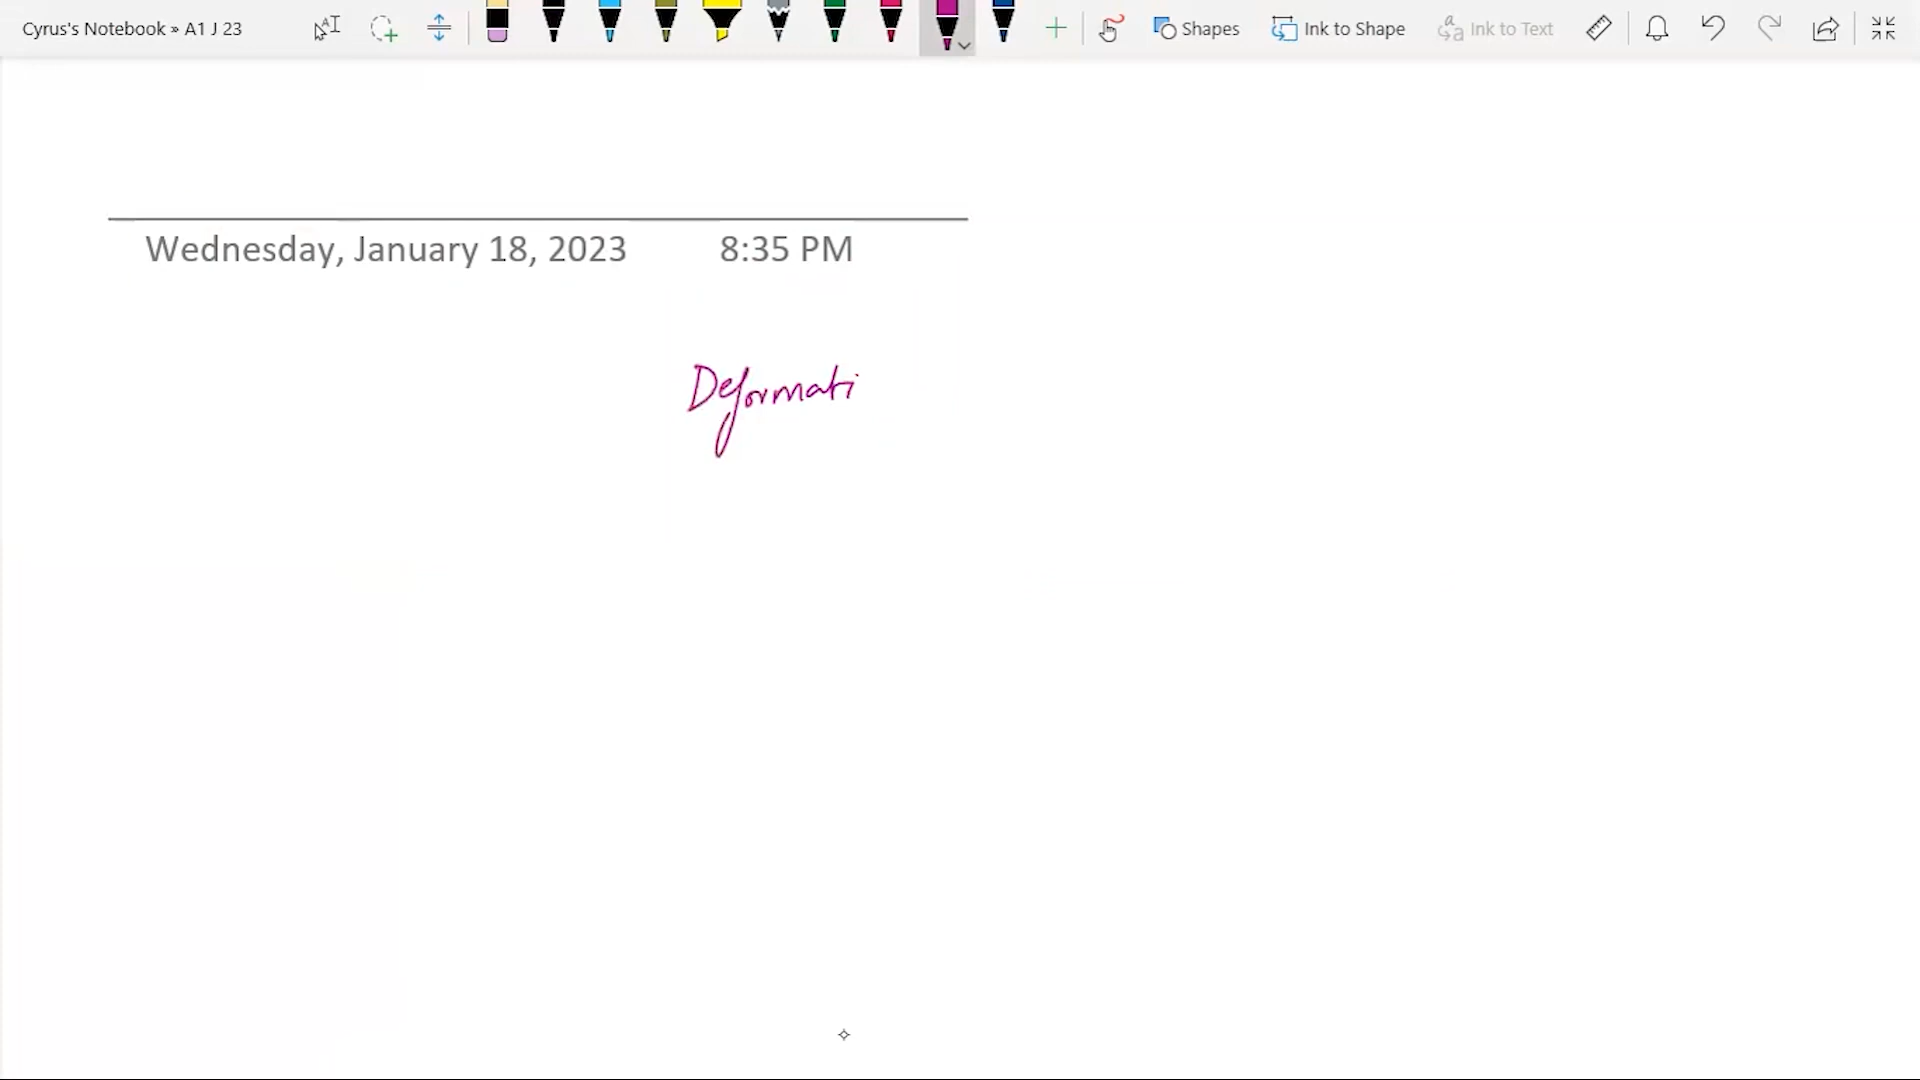 Cyrus's Notebook » A1 J 23
Shapes
Ink to Shape
Ink to Text
Wednesday, January 18, 2023 8:35 PM
Deformati